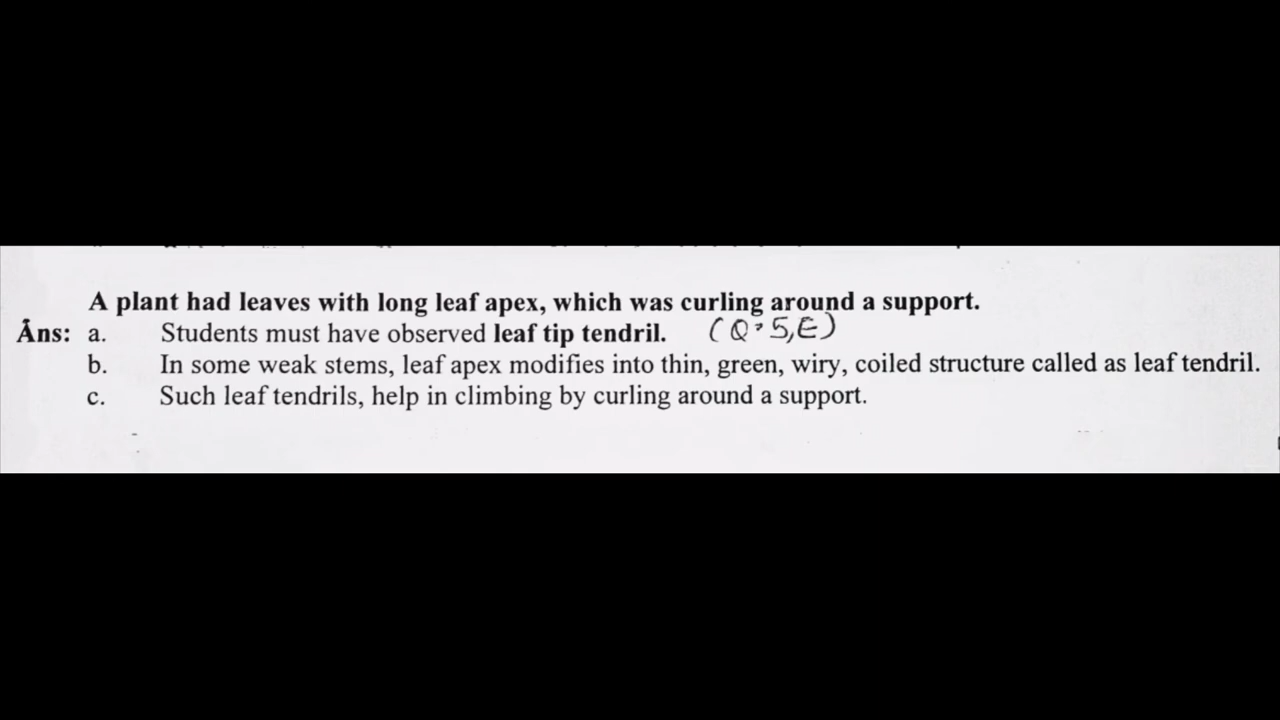 A plant had leaves with long leaf apex, which was curling around a support.
Ans: a. Students must have observed leaf tip tendril. (Q.5,E)
b. In some weak stems, leaf apex modifies into thin, green, wiry, coiled structure called as leaf tendril.
c. Such leaf tendrils, help in climbing by curling around a support.